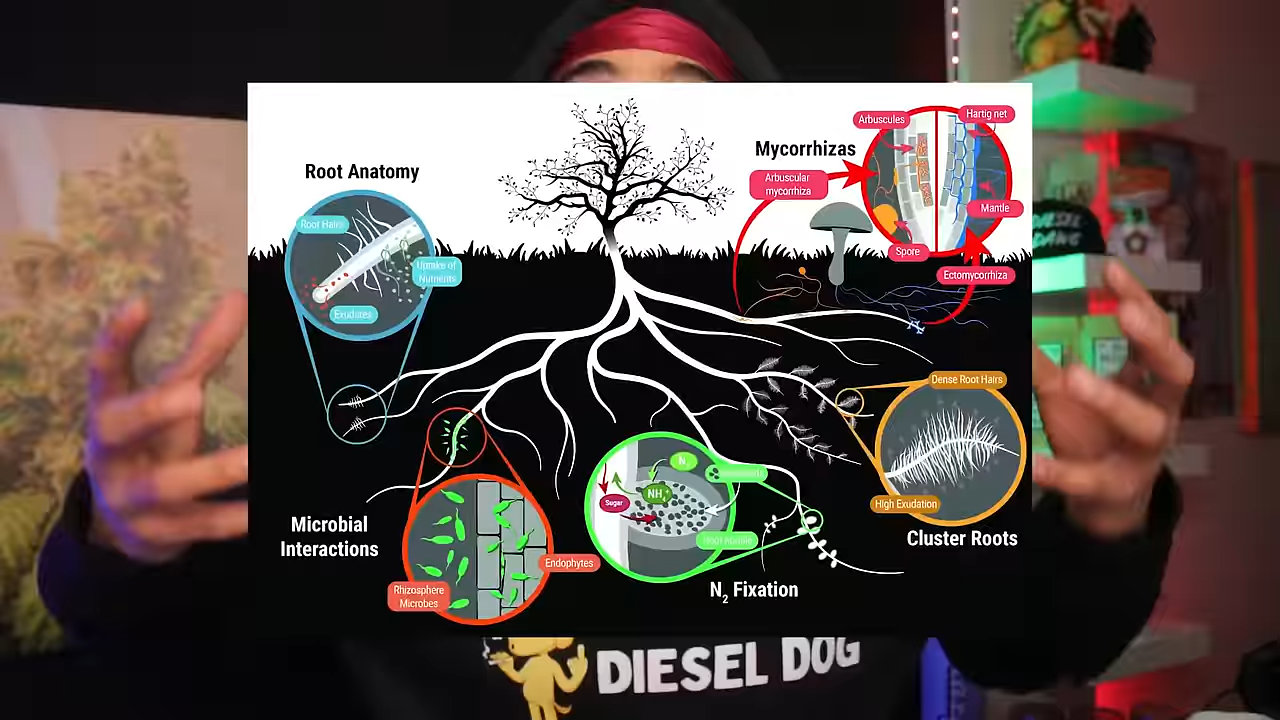 Root Anatomy
Root Hairs
Uptake of
Nutrients
Exudates
Mycorrhizas
Arbuscular
mycorrhiza
Arbuscules
Hartig net
Mantle
Spore
Ectomycorrhiza
Dense Root Hairs
High Exudation
Cluster Roots
Microbial
Interactions
Rhizosphere
Microbes
Endophytes
N
NH
Sugar
Root Nodule
N2 Fixation
DIESEL DOG